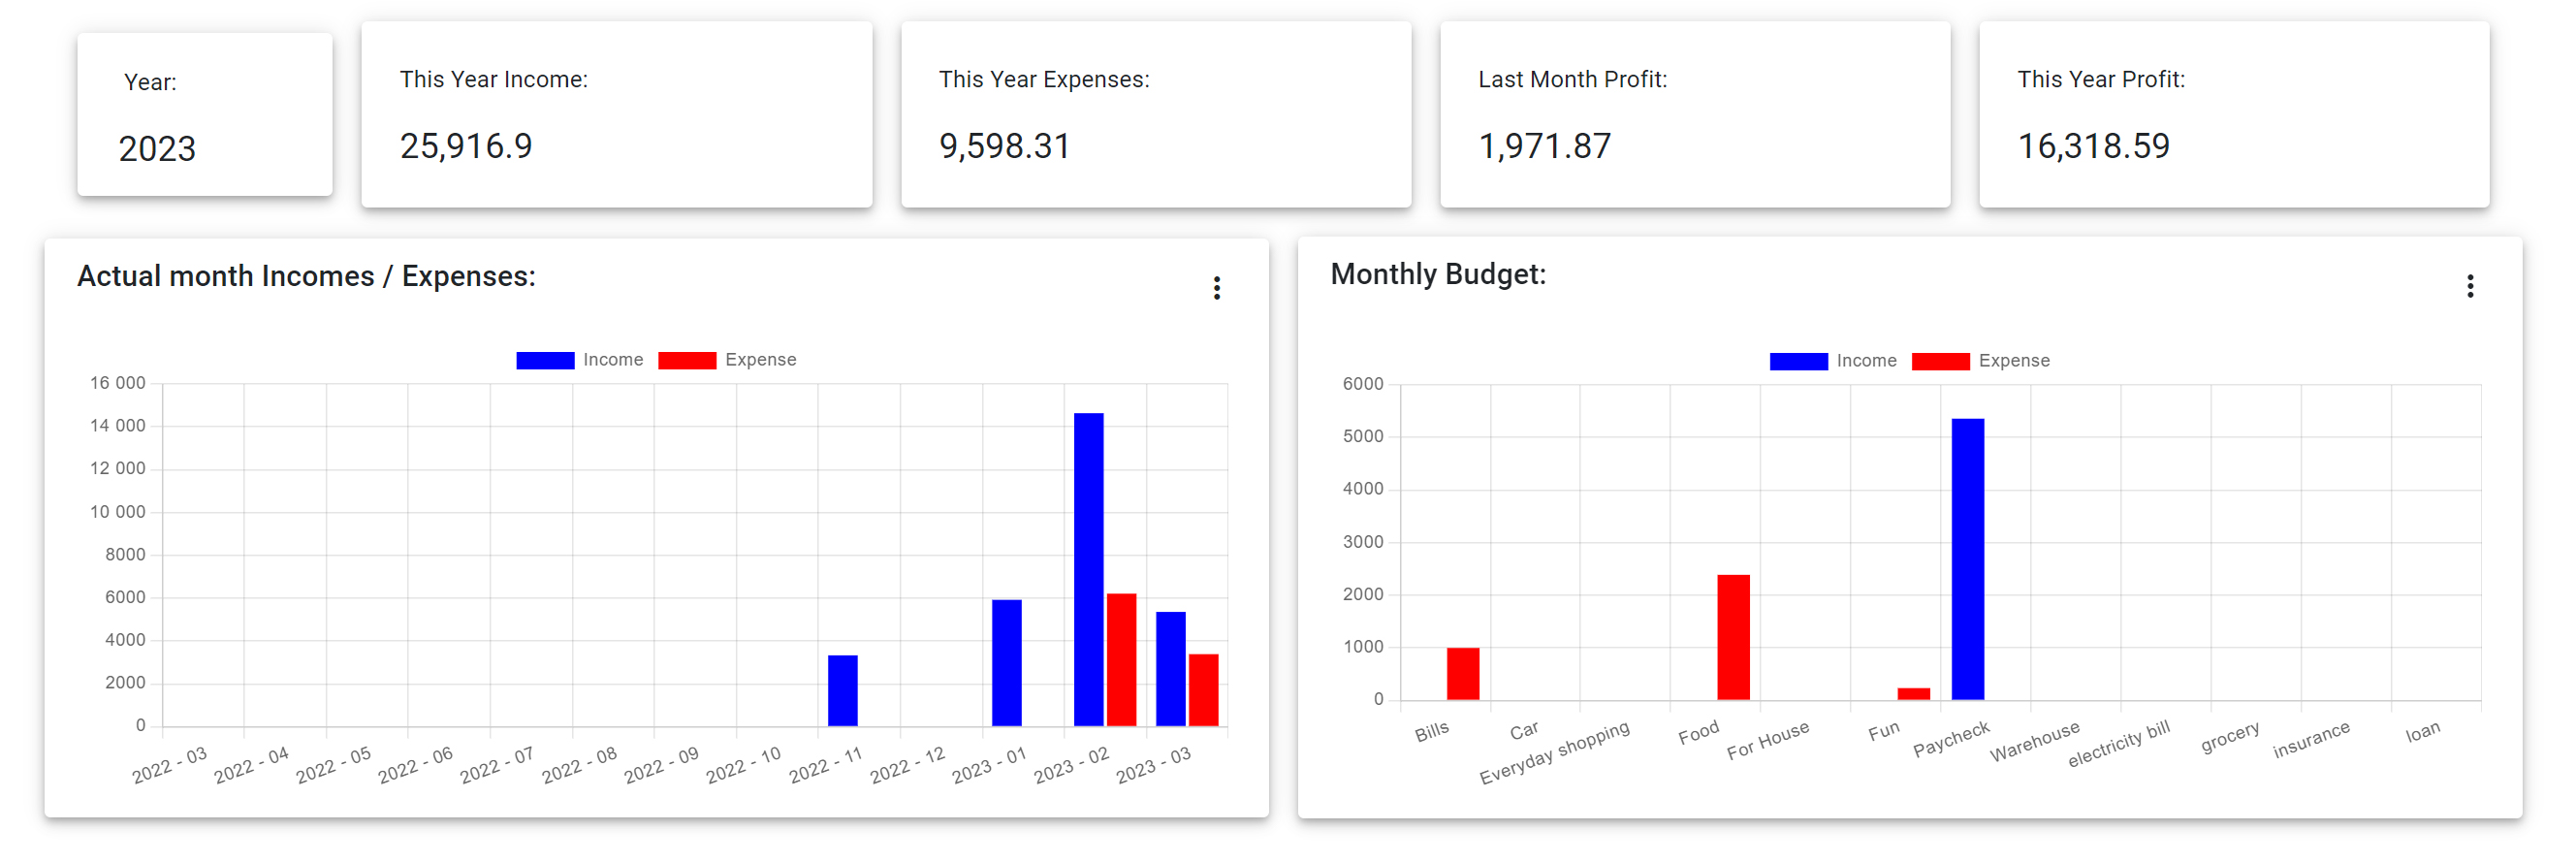 Year:
2023
This Year Income:
25,916.9
This Year Expenses:
9,598.31
Last Month Profit:
1,971.87
This Year Profit:
16,318.59
Actual month Incomes / Expenses:
Income
Expense
16 000
14 000
12 000
10 000
8000
6000
4000
2000
0
2022 - 03
2022 - 04
2022 - 05
2022 - 06
2022 - 07
2022 - 08
2022 - 09
2022 - 10
2022 - 11
2022 - 12
2023 - 01
2023 - 02
2023 - 03
Monthly Budget:
Income
Expense
6000
5000
4000
3000
2000
1000
0
Bills
Car
Everyday shopping
Food
For House
Fun
Paycheck
Warehouse
electricity bill
grocery
insurance
loan